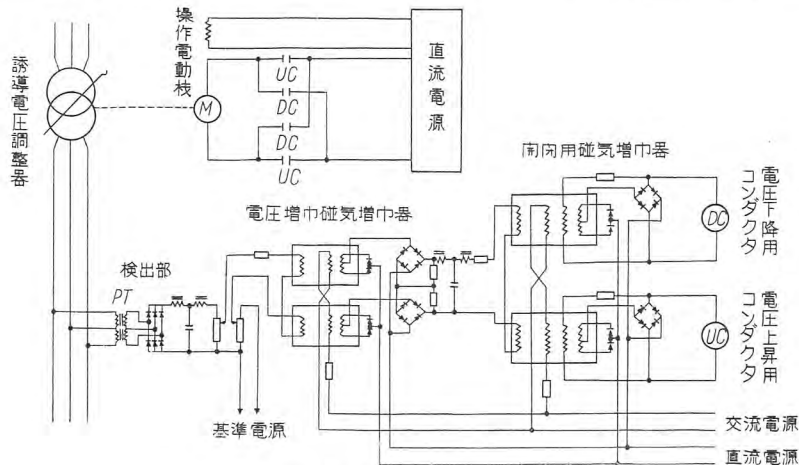 誘導電圧調整器
操作電動機
M
UC
DC
DC
UC
直流電源
開閉用磁気増巾器
電圧増巾磁気増巾器
検出部
PT
基準電源
DC
電圧下降用
コンダクタ
UC
電圧上昇用
コンダクタ
交流電源
直流電源